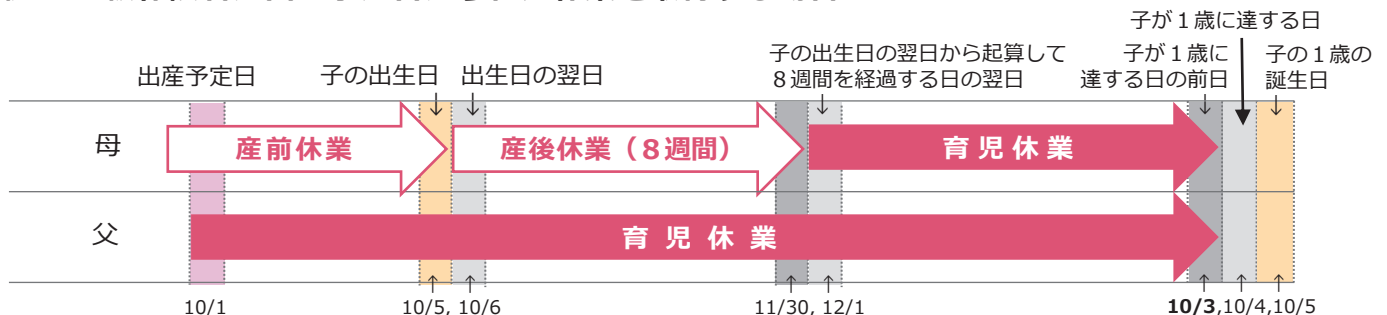 子が１歳に達する日
出産予定日
子の出生日
出生日の翌日
子の出生日の翌日から起算して
８週間を経過する日の翌日
子が１歳に
達する日の前日
子の１歳の
誕生日
母
産前休業
産後休業（８週間）
育児休業
父
育児休業
10/1
10/5, 10/6
11/30, 12/1
10/3,10/4,10/5